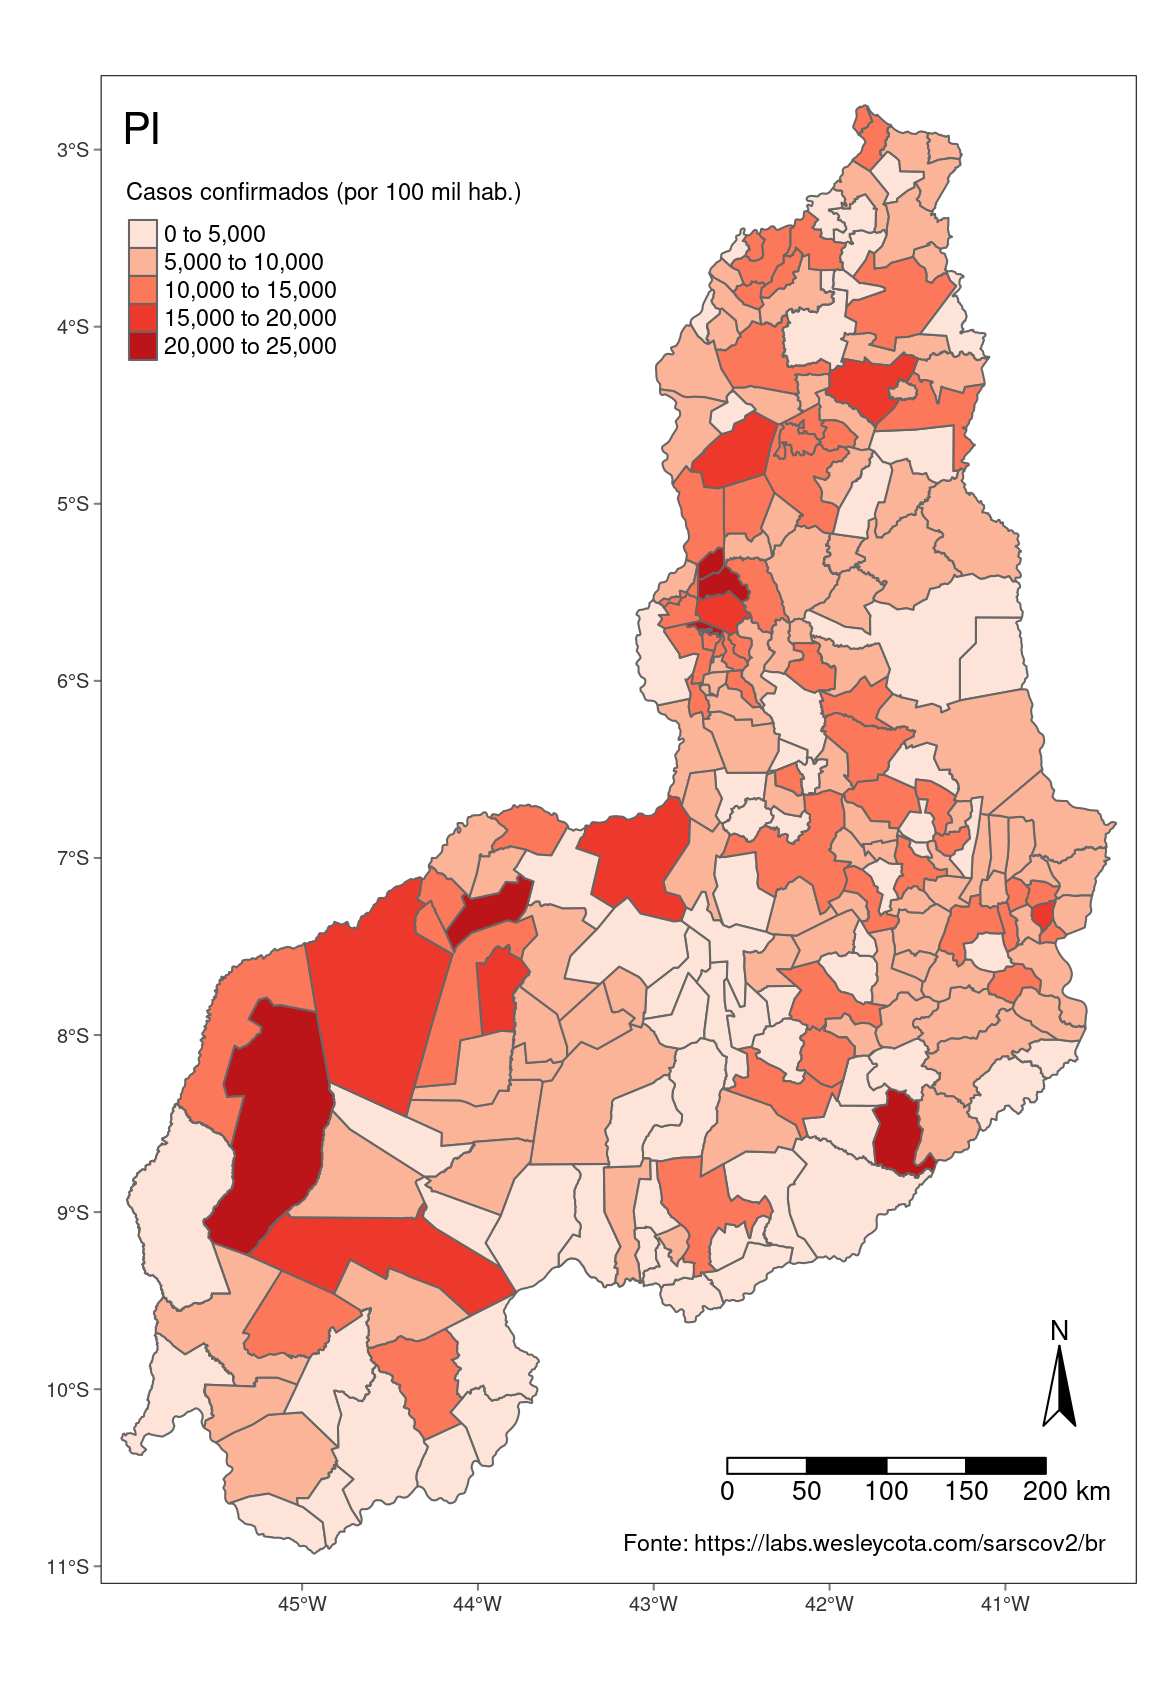 PI
Casos confirmados (por 100 mil hab.)
0 to 5,000
5,000 to 10,000
10,000 to 15,000
15,000 to 20,000
20,000 to 25,000
3°S
4°S
5°S
6°S
7°S
8°S
9°S
10°S
11°S
N
0 50 100 150 200 km
Fonte: https://labs.wesleycota.com/sarscov2/br
45°W 44°W 43°W 42°W 41°W